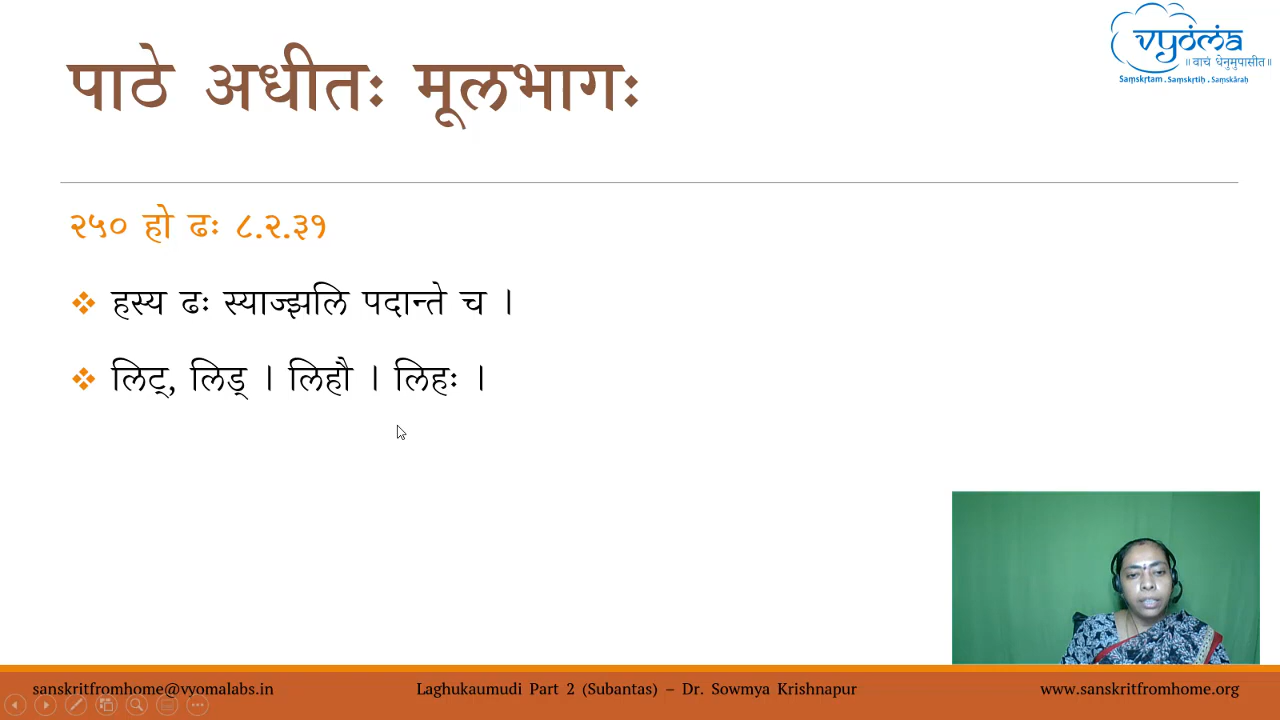 पाठे अधीतः मूलभागः
vyoma
॥वाचं धेनुमुपासीत॥
Saṃskṛtam . Saṃskṛtiḥ . Saṃskārāḥ
२५० हो ढः ८.२.३१
हस्य ढः स्याज्झलि पदान्ते च ।
लिट्, लिड् । लिहौ । लिहः ।
sanskritfromhome@vyomalabs.in
Laghukaumudi Part 2 (Subantas) – Dr. Sowmya Krishnapur
www.sanskritfromhome.org